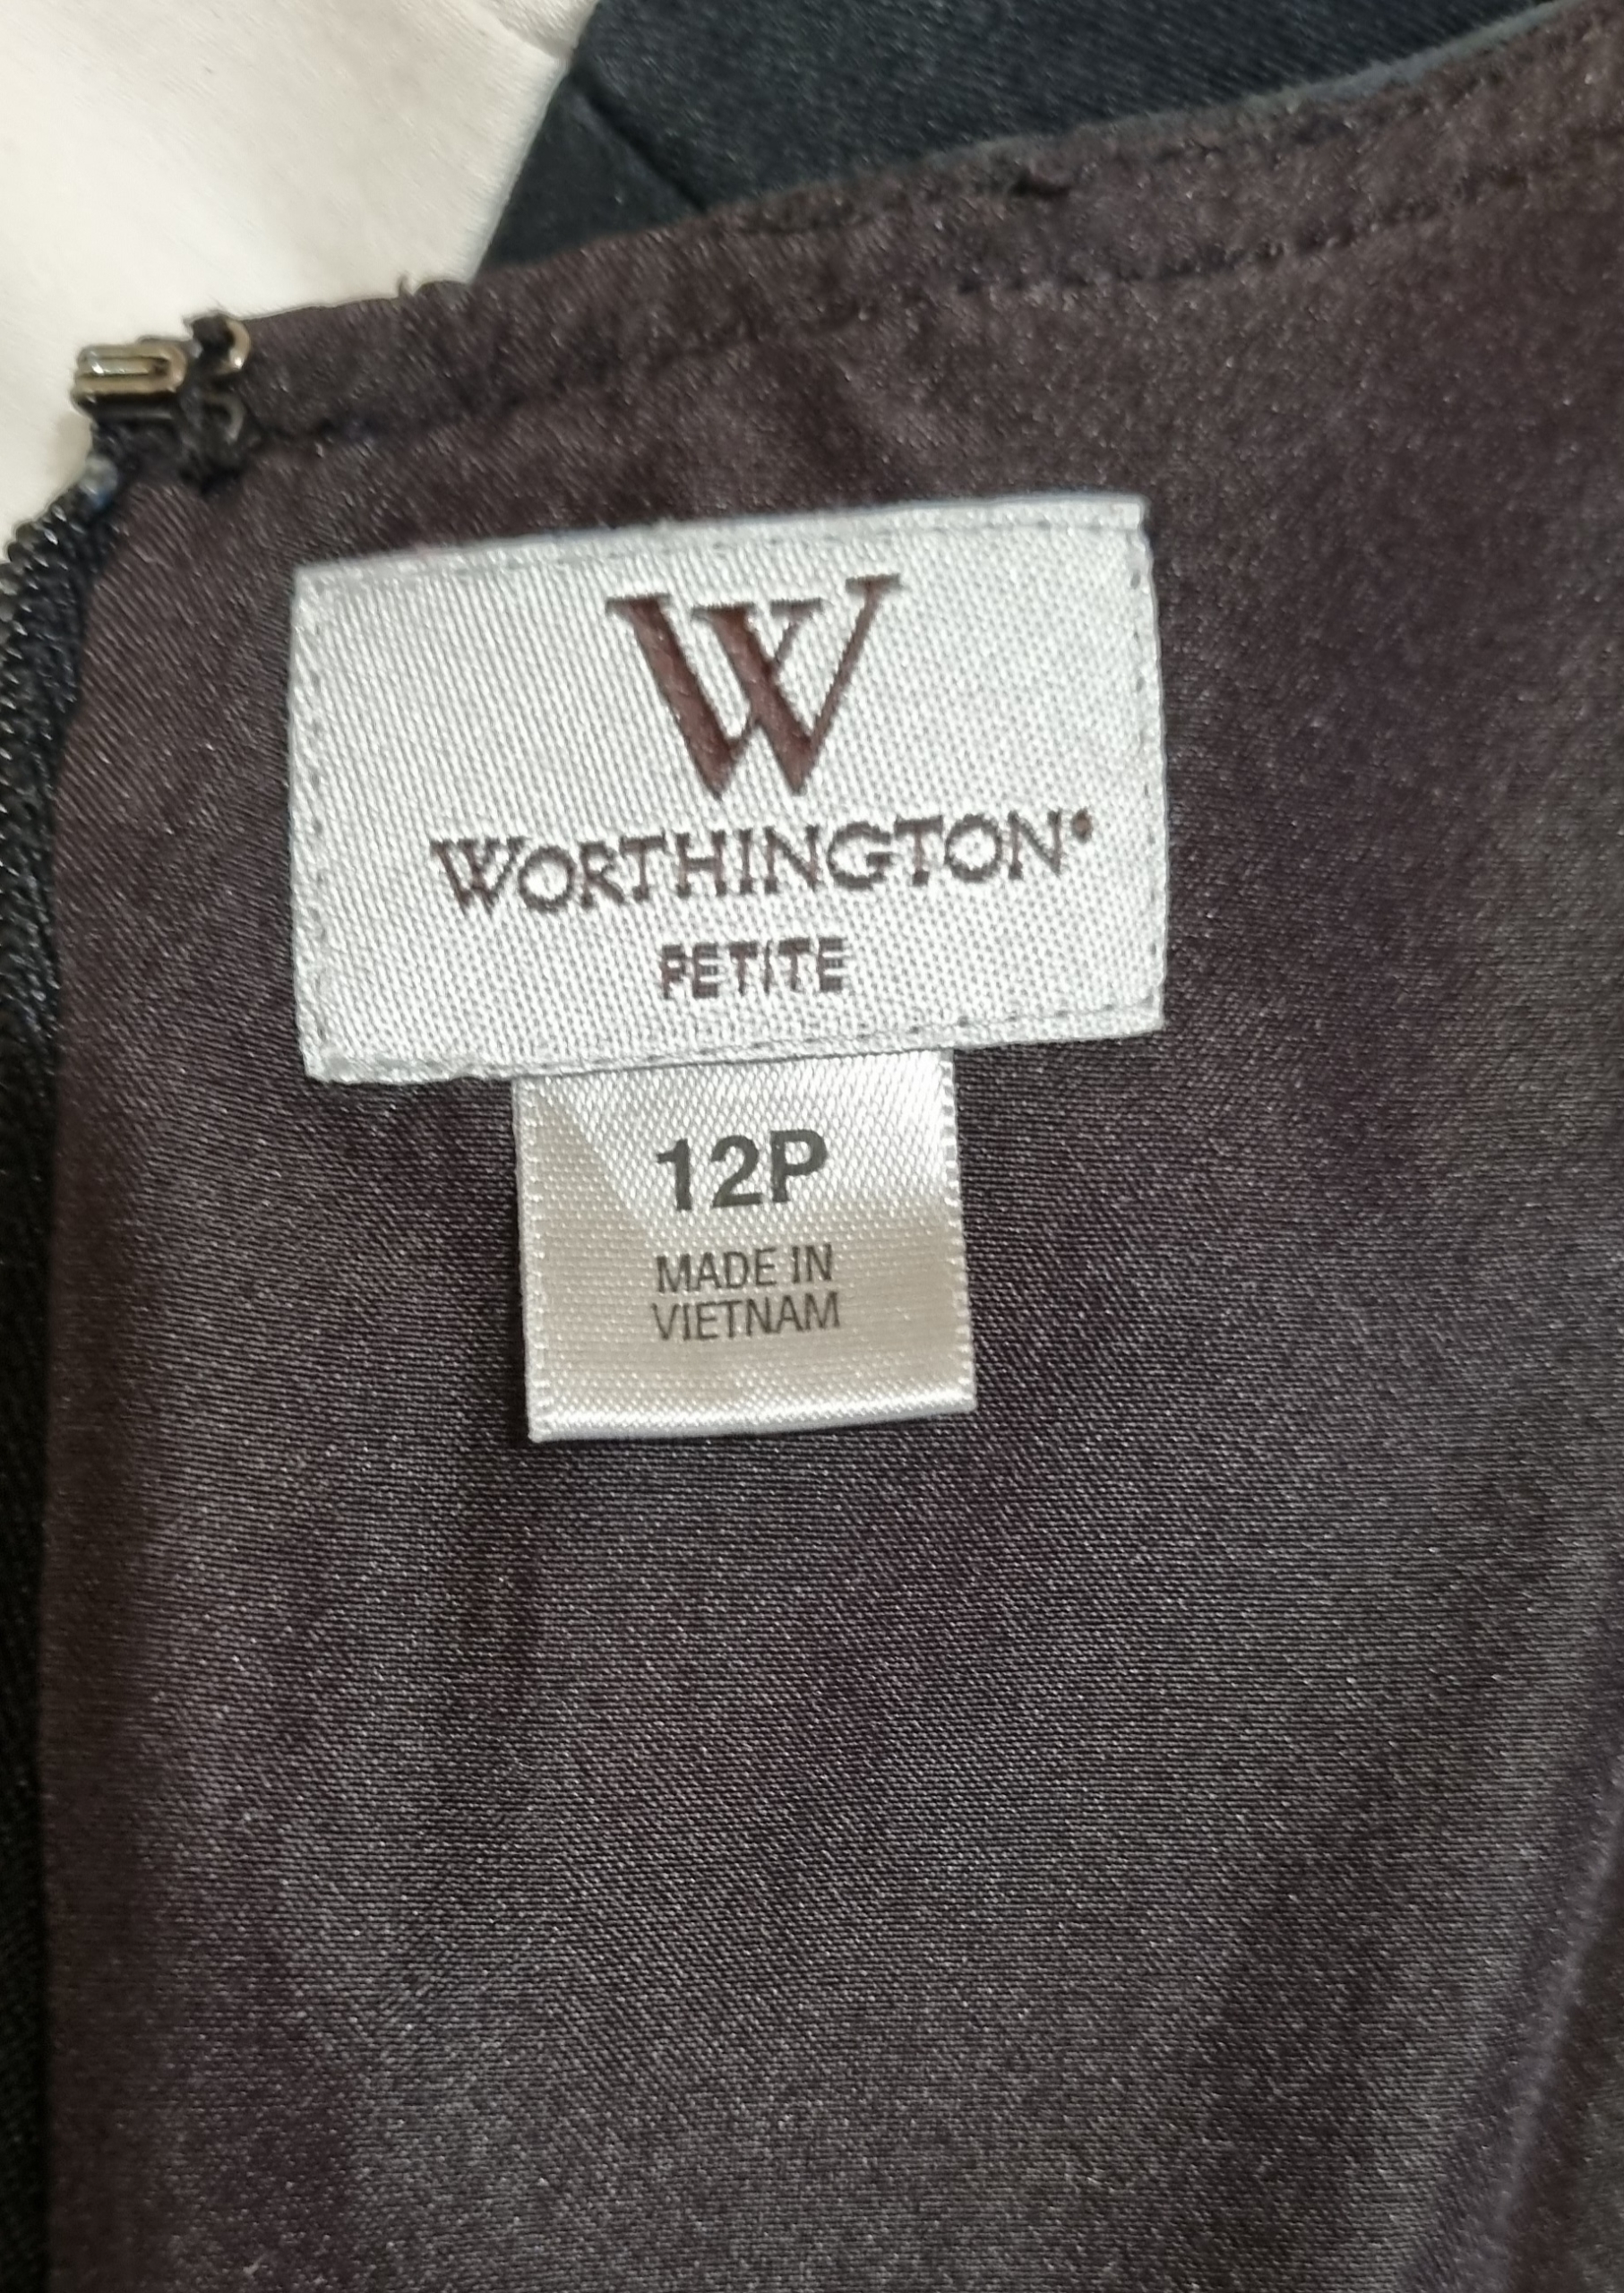 W
WORTHINGTON®
PETITE
12P
MADE IN
VIETNAM